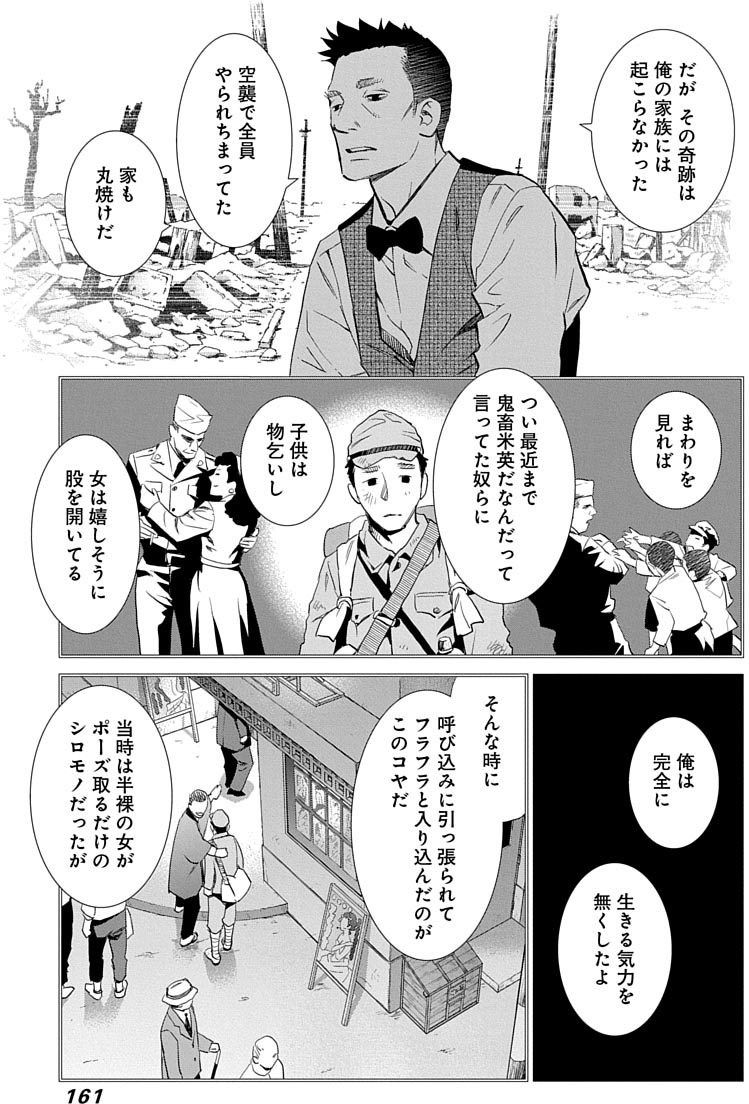 だが その奇跡は
俺の家族には
起こらなかった
空襲で全員
やられちまってた
家も
丸焼けだ
まわりを
見れば
つい最近まで
鬼畜米英だなんだって
言ってた奴らに
子供は
物乞いし
女は嬉しそうに
股を開いてる
俺は
完全に
生きる気力を
無くしたよ
そんな時に
呼び込みに引っ張られて
フラフラと入り込んだのが
このコヤだ
当時は半裸の女が
ポーズ取るだけの
シロモノだったが
161